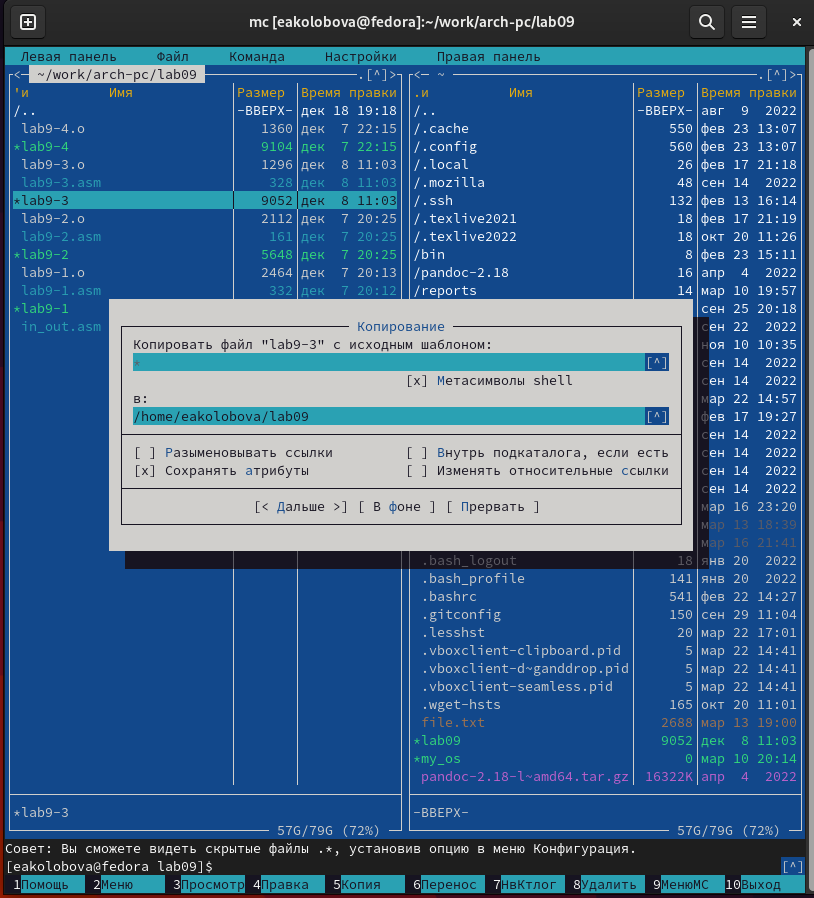 mc [eakolobova@fedora]:~/work/arch-pc/lab09
Левая панель Файл Команда Настройки Правая панель
<— ~/work/arch-pc/lab09 .[^]> <— ~ .[^]>
'и Имя Размер Время правки .и Имя Размер Время правки
/.. -ВВЕРХ- дек 18 19:18 /.. -ВВЕРХ- авг 9 2022
lab9-4.o 1360 дек 7 22:15 /.cache 550 фев 23 13:07
*lab9-4 9104 дек 7 22:15 /.config 560 фев 23 13:07
lab9-3.o 1296 дек 8 11:03 /.local 26 фев 17 21:18
lab9-3.asm 328 дек 8 11:03 /.mozilla 48 сен 14 2022
*lab9-3 9052 дек 8 11:03 /.ssh 132 фев 13 16:14
lab9-2.o 2112 дек 7 20:25 /.texlive2021 18 фев 17 21:19
lab9-2.asm 161 дек 7 20:25 /.texlive2022 18 окт 20 11:26
*lab9-2 5648 дек 7 20:25 /bin 8 фев 23 15:11
lab9-1.o 2464 дек 7 20:13 /pandoc-2.18 16 апр 4 2022
lab9-1.asm 332 дек 7 20:12 /reports 14 мар 10 19:57
*lab9-1 сен 25 20:18
in_out.asm Копирование сен 22 2022
Копировать файл "lab9-3" с исходным шаблоном: ноя 10 10:35
* [^] сен 14 2022
[x] Метасимволы shell сен 14 2022
в: мар 22 14:57
/home/eakolobova/lab09 [^] фев 17 19:27
сен 14 2022
[ ] Разыменовывать ссылки [ ] Внутрь подкаталога, если есть сен 14 2022
[x] Сохранять атрибуты [ ] Изменять относительные ссылки сен 14 2022
сен 14 2022
[< Дальше >] [ В фоне ] [ Прервать ] мар 16 23:20
мар 13 18:39
мар 16 21:41
.bash_logout 18 янв 20 2022
.bash_profile 141 янв 20 2022
.bashrc 541 фев 22 14:27
.gitconfig 150 сен 29 11:04
.lesshst 20 мар 22 17:01
.vboxclient-clipboard.pid 5 мар 22 14:41
.vboxclient-d~ganddrop.pid 5 мар 22 14:41
.vboxclient-seamless.pid 5 мар 22 14:41
.wget-hsts 165 окт 20 11:01
file.txt 2688 мар 13 19:00
*lab09 9052 дек 8 11:03
*my_os 0 мар 10 20:14
pandoc-2.18-l~amd64.tar.gz 16322K апр 4 2022
*lab9-3 -ВВЕРХ-
57G/79G (72%) 57G/79G (72%)
Совет: Вы сможете видеть скрытые файлы .*, установив опцию в меню Конфигурация.
[eakolobova@fedora lab09]$ [^]
1Помощь 2Меню 3Просмотр 4Правка 5Копия 6Перенос 7НвКтлог 8Удалить 9МенюМС 10Выход